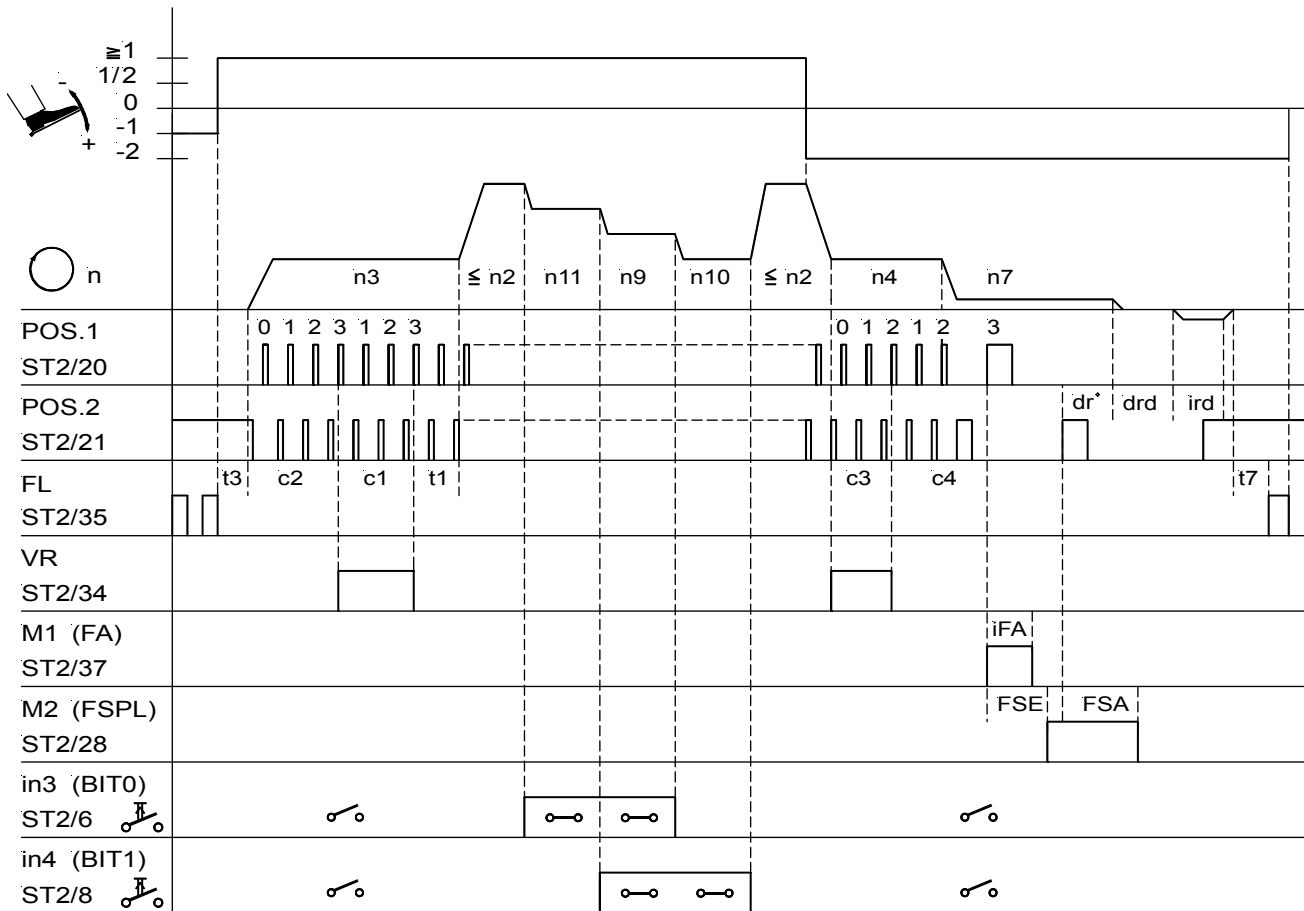 ≧1
1/2
0
-1
-2
-
+
n
n3 ≦ n2 n11 n9 n10 ≦ n2 n4 n7
POS.1
ST2/20
0 1 2 3 1 2 3 0 1 2 1 2 3
POS.2
ST2/21
dr* drd ird
FL
ST2/35
t3 c2 c1 t1 c3 c4 t7
VR
ST2/34
M1 (FA)
ST2/37
iFA
M2 (FSPL)
ST2/28
FSE FSA
in3 (BIT0)
ST2/6
in4 (BIT1)
ST2/8